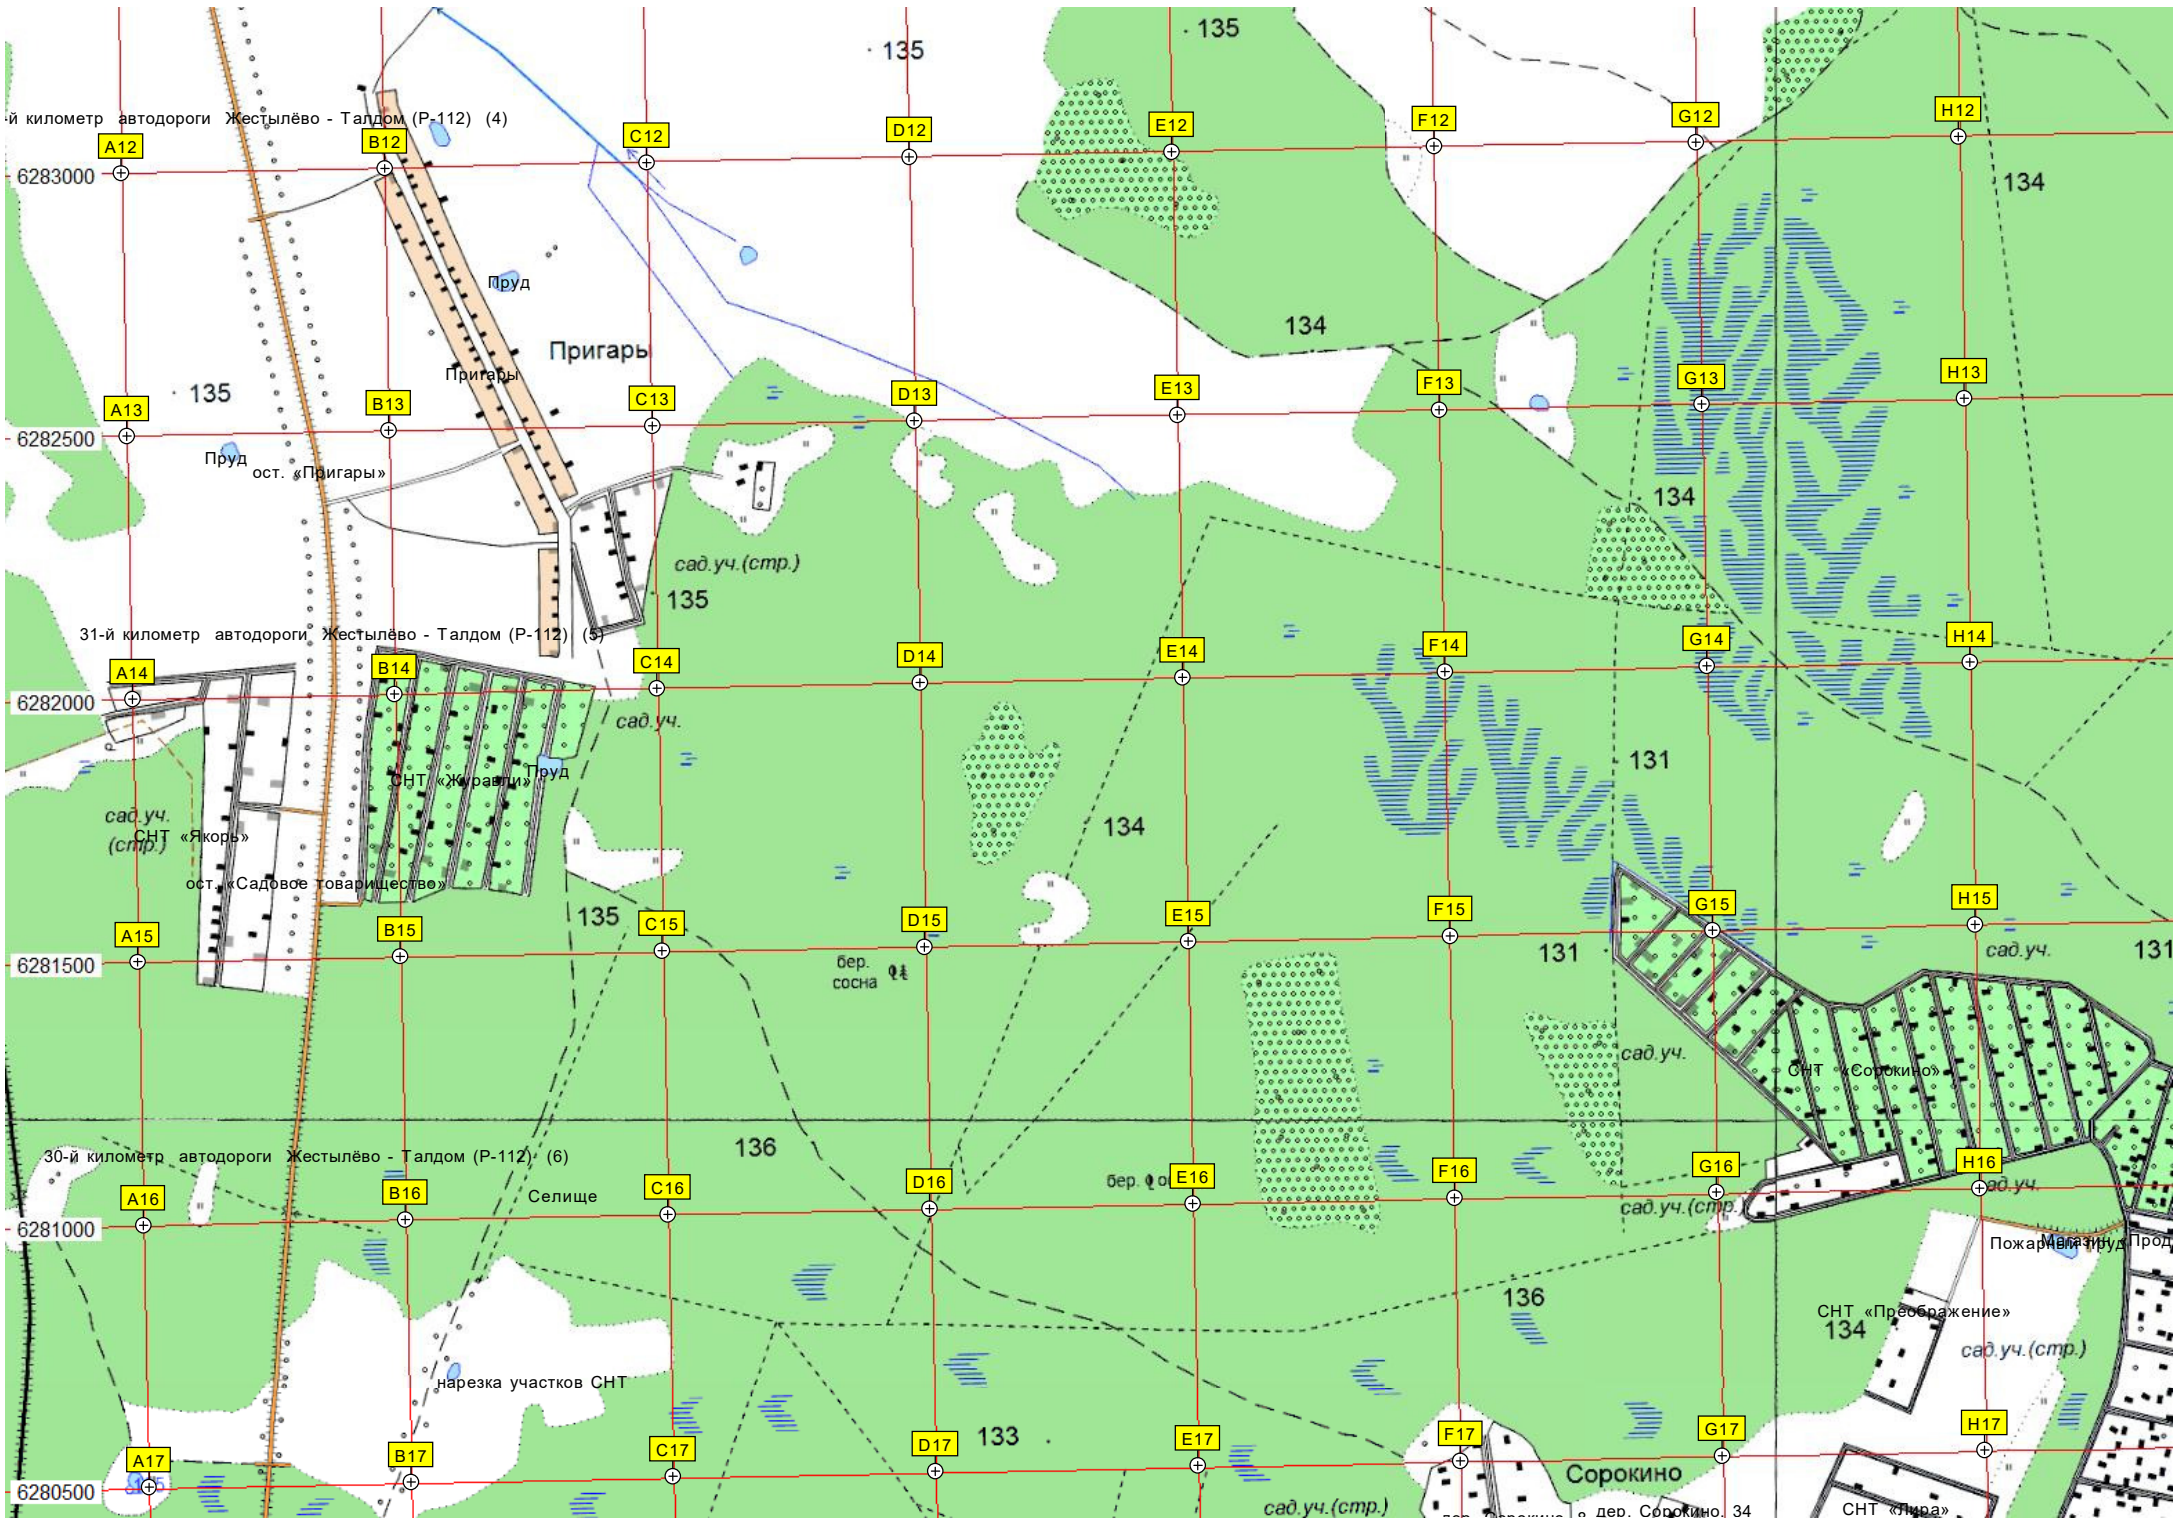 135
135
й километр автодороги Жестылёво - Талдом (Р-112) (4)
A12
B12
C12
D12
E12
F12
G12
H12
6283000
134
Пруд
134
Пригары
Пригары
135
A13
B13
C13
D13
E13
F13
G13
H13
6282500
Пруд
ост. «Пригары»
134
сад.уч.(стр.)
135
31-й километр автодороги Жестылёво - Талдом (Р-112) (5)
A14
B14
C14
D14
E14
F14
G14
H14
6282000
сад.уч.
131
СНТ «Журавли»
Пруд
сад.уч.
(стр.)
СНТ «Якорь»
134
ост. «Садовое товарищество»
135
A15
B15
C15
D15
E15
F15
G15
H15
6281500
131
сад.уч.
131
бер.
сосна
сад.уч.
СНТ «Сорокино»
136
30-й километр автодороги Жестылёво - Талдом (Р-112) (6)
Селище
бер.
A16
B16
C16
D16
E16
F16
G16
H16
6281000
сад.уч.(стр.)
сад.уч.
Пожарный пруд
Магазин «Прод
136
СНТ «Преображение»
134
сад.уч.(стр.)
нарезка участков СНТ
133
A17
B17
C17
D17
E17
F17
G17
H17
6280500
Сорокино
сад.уч.(стр.)
дер. Сорокино, 34
СНТ «Лира»